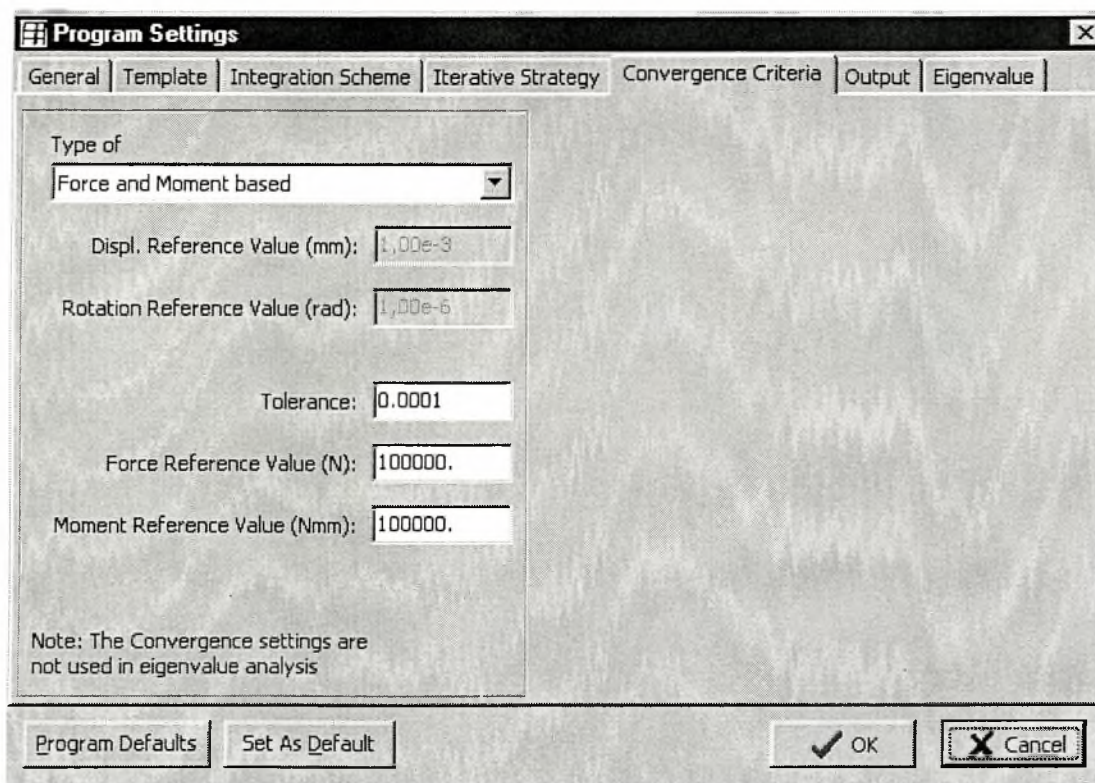 Program Settings
General Template Integration Scheme Iterative Strategy Convergence Criteria Output Eigenvalue
Type of
Force and Moment based
Displ. Reference Value (mm): 1,00e-3
Rotation Reference Value (rad): 1,00e-6
Tolerance: 0.0001
Force Reference Value (N): 100000.
Moment Reference Value (Nmm): 100000.
Note: The Convergence settings are
not used in eigenvalue analysis
Program Defaults Set As Default OK Cancel